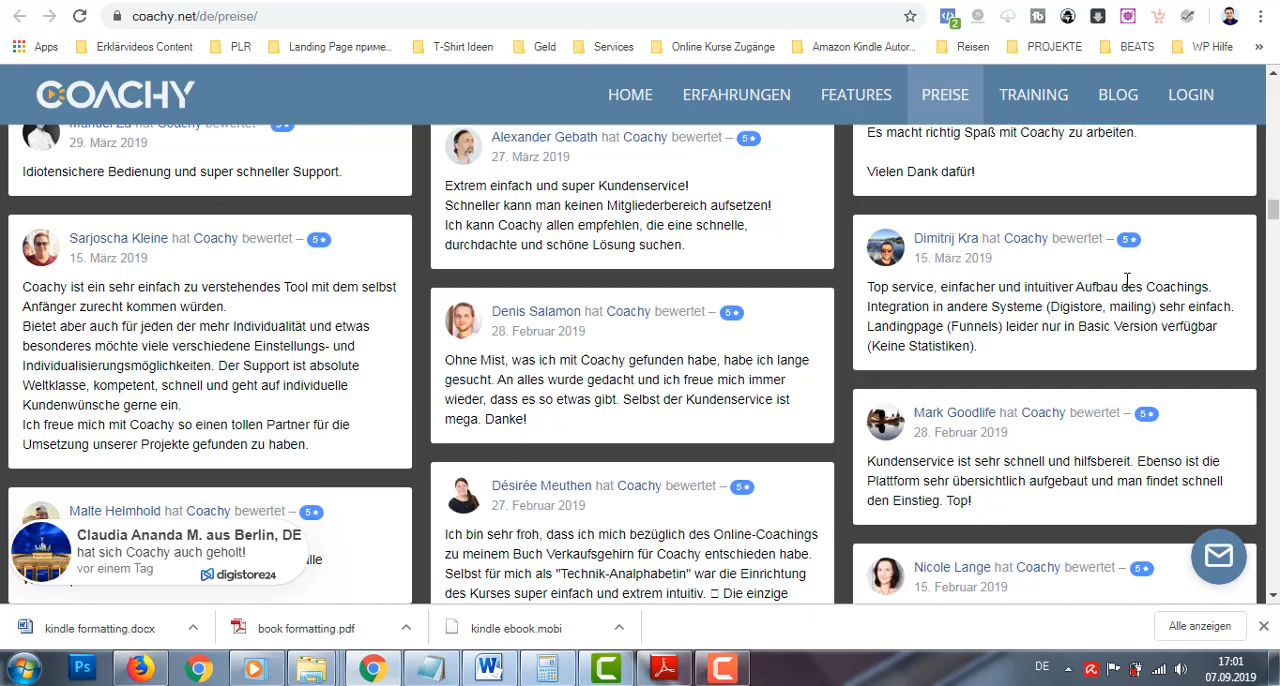 coachy.net/de/preise/
2
Apps
Erklärvideos Content
PLR
Landing Page приме...
T-Shirt Ideen
Geld
Services
Online Kurse Zugänge
Amazon Kindle Autor...
Reisen
PROJEKTE
BEATS
WP Hilfe
»
COACHY
HOME
ERFAHRUNGEN
FEATURES
PREISE
TRAINING
BLOG
LOGIN
Manuel Zu hat Coachy bewertet – 5★
29. März 2019
Idiotensichere Bedienung und super schneller Support.
Sarjoscha Kleine hat Coachy bewertet – 5★
15. März 2019
Coachy ist ein sehr einfach zu verstehendes Tool mit dem selbst
Anfänger zurecht kommen würden.
Bietet aber auch für jeden der mehr Individualität und etwas
besonderes möchte viele verschiedene Einstellungs- und
Individualisierungsmöglichkeiten. Der Support ist absolute
Weltklasse, kompetent, schnell und geht auf individuelle
Kundenwünsche gerne ein.
Ich freue mich mit Coachy so einen tollen Partner für die
Umsetzung unserer Projekte gefunden zu haben.
Malte Helmhold hat Coachy bewertet – 5★
Claudia Ananda M. aus Berlin, DE
hat sich Coachy auch geholt!
vor einem Tag
digistore24
Alexander Gebath hat Coachy bewertet – 5★
27. März 2019
Extrem einfach und super Kundenservice!
Schneller kann man keinen Mitgliederbereich aufsetzen!
Ich kann Coachy allen empfehlen, die eine schnelle,
durchdachte und schöne Lösung suchen.
Denis Salamon hat Coachy bewertet – 5★
28. Februar 2019
Ohne Mist, was ich mit Coachy gefunden habe, habe ich lange
gesucht. An alles wurde gedacht und ich freue mich immer
wieder, dass es so etwas gibt. Selbst der Kundenservice ist
mega. Danke!
Désirée Meuthen hat Coachy bewertet – 5★
27. Februar 2019
Ich bin sehr froh, dass ich mich bezüglich des Online-Coachings
zu meinem Buch Verkaufsgehirn für Coachy entschieden habe.
Selbst für mich als "Technik-Analphabetin" war die Einrichtung
des Kurses super einfach und extrem intuitiv. Die einzige
Es macht richtig Spaß mit Coachy zu arbeiten.
Vielen Dank dafür!
Dimitrij Kra hat Coachy bewertet – 5★
15. März 2019
Top service, einfacher und intuitiver Aufbau des Coachings.
Integration in andere Systeme (Digistore, mailing) sehr einfach.
Landingpage (Funnels) leider nur in Basic Version verfügbar
(Keine Statistiken).
Mark Goodlife hat Coachy bewertet – 5★
28. Februar 2019
Kundenservice ist sehr schnell und hilfsbereit. Ebenso ist die
Plattform sehr übersichtlich aufgebaut und man findet schnell
den Einstieg. Top!
Nicole Lange hat Coachy bewertet – 5★
15. Februar 2019
kindle formatting.docx
book formatting.pdf
kindle ebook.mobi
Alle anzeigen
Ps
DE
17:01
07.09.2019